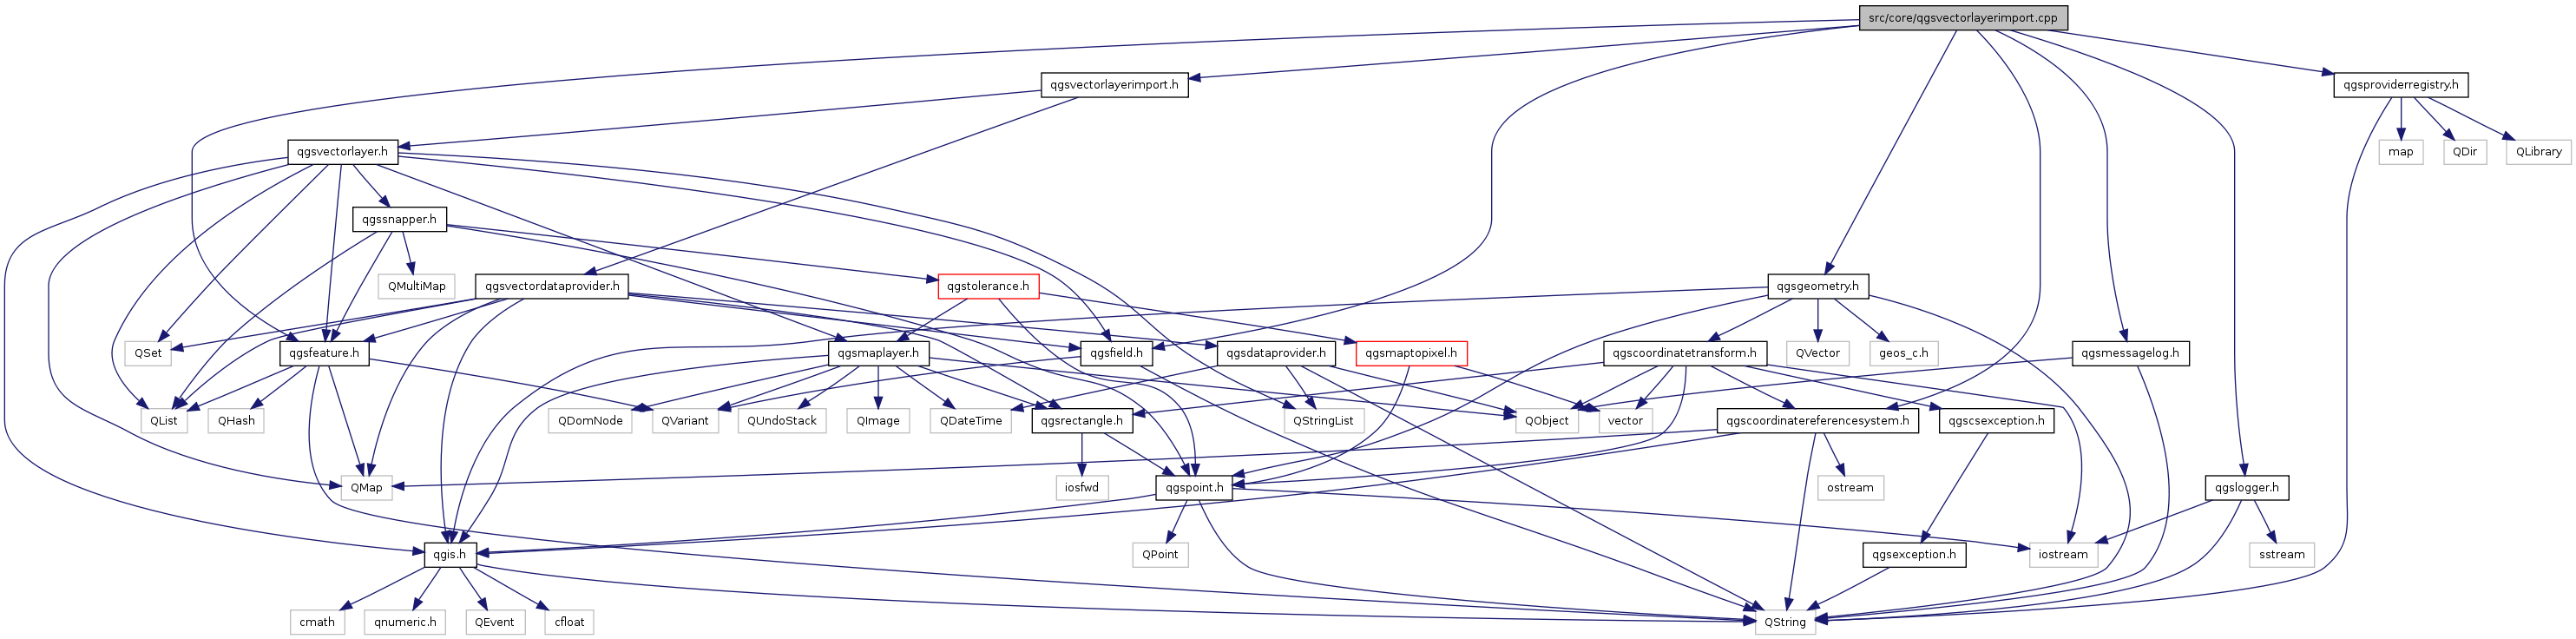 src/core/qgsvectorlayerimport.cpp
qgsvectorlayerimport.h
qgsproviderregistry.h
qgsvectorlayer.h
map
QDir
QLibrary
qgssnapper.h
QMultiMap
qgsvectordataprovider.h
qgstolerance.h
qgsgeometry.h
QSet
qgsfeature.h
qgsmaplayer.h
qgsfield.h
qgsdataprovider.h
qgsmaptopixel.h
qgscoordinatetransform.h
QVector
geos_c.h
qgsmessagelog.h
QList
QHash
QDomNode
QVariant
QUndoStack
QImage
QDateTime
qgsrectangle.h
QStringList
QObject
vector
qgscoordinatereferencesystem.h
qgscsexception.h
QMap
iosfwd
qgspoint.h
ostream
qgslogger.h
qgis.h
QPoint
qgsexception.h
iostream
sstream
cmath
qnumeric.h
QEvent
cfloat
QString